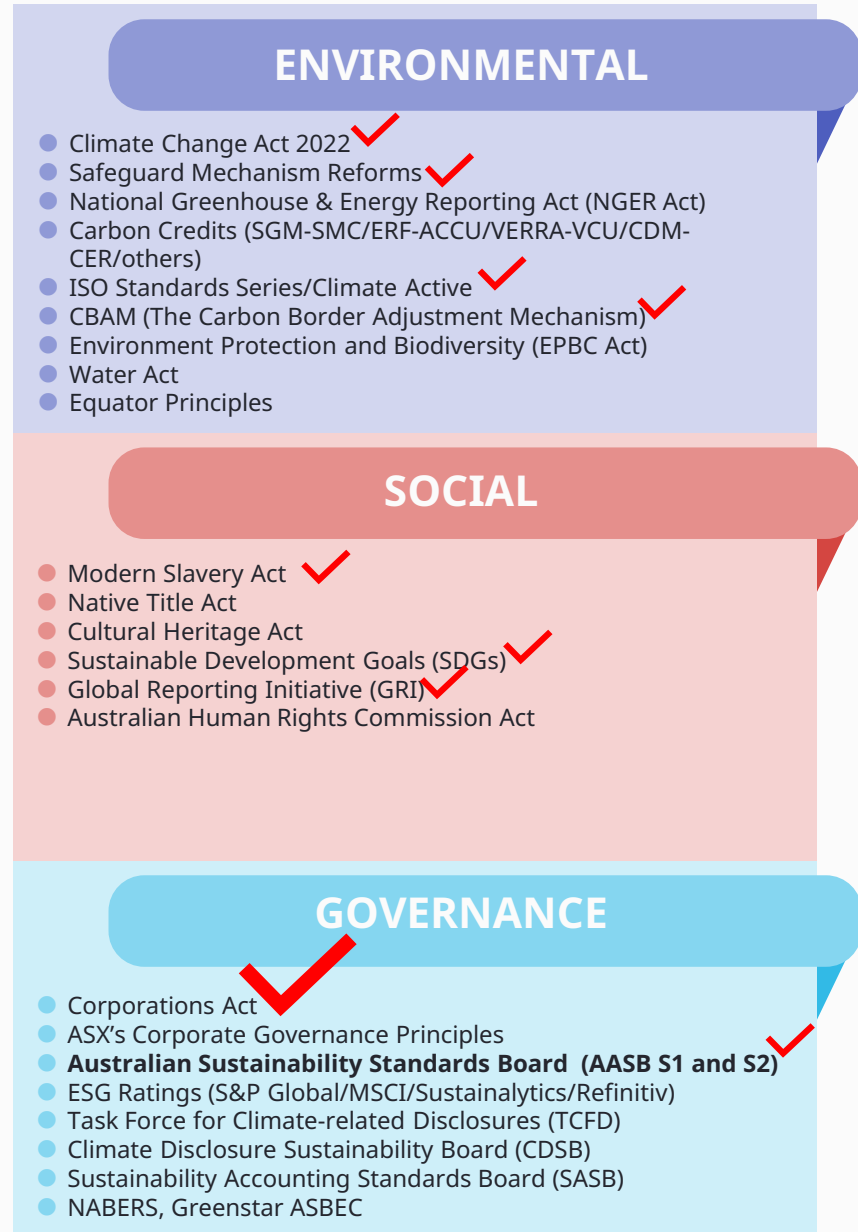 ENVIRONMENTAL
Climate Change Act 2022
Safeguard Mechanism Reforms
National Greenhouse & Energy Reporting Act (NGER Act)
Carbon Credits (SGM-SMC/ERF-ACCU/VERRA-VCU/CDM-
CER/others)
ISO Standards Series/Climate Active
CBAM (The Carbon Border Adjustment Mechanism)
Environment Protection and Biodiversity (EPBC Act)
Water Act
Equator Principles
SOCIAL
Modern Slavery Act
Native Title Act
Cultural Heritage Act
Sustainable Development Goals (SDGs)
Global Reporting Initiative (GRI)
Australian Human Rights Commission Act
GOVERNANCE
Corporations Act
ASX’s Corporate Governance Principles
Australian Sustainability Standards Board  (AASB S1 and S2)
ESG Ratings (S&P Global/MSCI/Sustainalytics/Refinitiv)
Task Force for Climate-related Disclosures (TCFD)
Climate Disclosure Sustainability Board (CDSB)
Sustainability Accounting Standards Board (SASB)
NABERS, Greenstar ASBEC